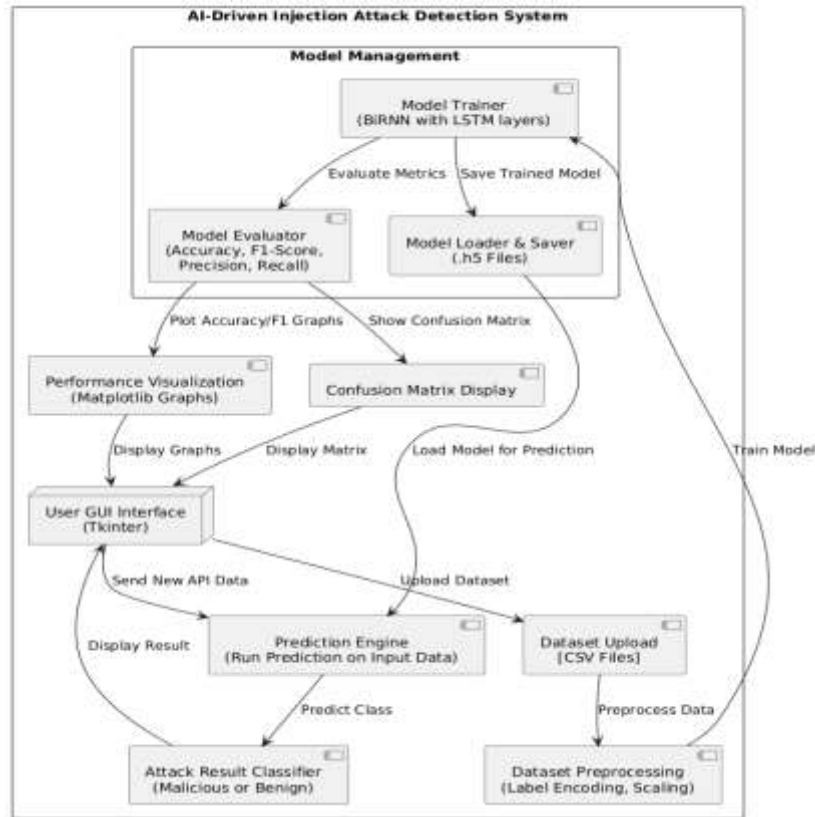 AI-Driven Injection Attack Detection System
Model Management
Model Trainer
(BiRNN with LSTM layers)
Evaluate Metrics
Save Trained Model
Model Evaluator
(Accuracy, F1-Score,
Precision, Recall)
Model Loader & Saver
(.h5 Files)
Plot Accuracy/F1 Graphs
Show Confusion Matrix
Performance Visualization
(Matplotlib Graphs)
Confusion Matrix Display
Display Graphs
Display Matrix
Load Model for Prediction
Train Model
User GUI Interface
(Tkinter)
Send New API Data
Upload Dataset
Display Result
Prediction Engine
(Run Prediction on Input Data)
Dataset Upload
[CSV Files]
Predict Class
Preprocess Data
Attack Result Classifier
(Malicious or Benign)
Dataset Preprocessing
(Label Encoding, Scaling)